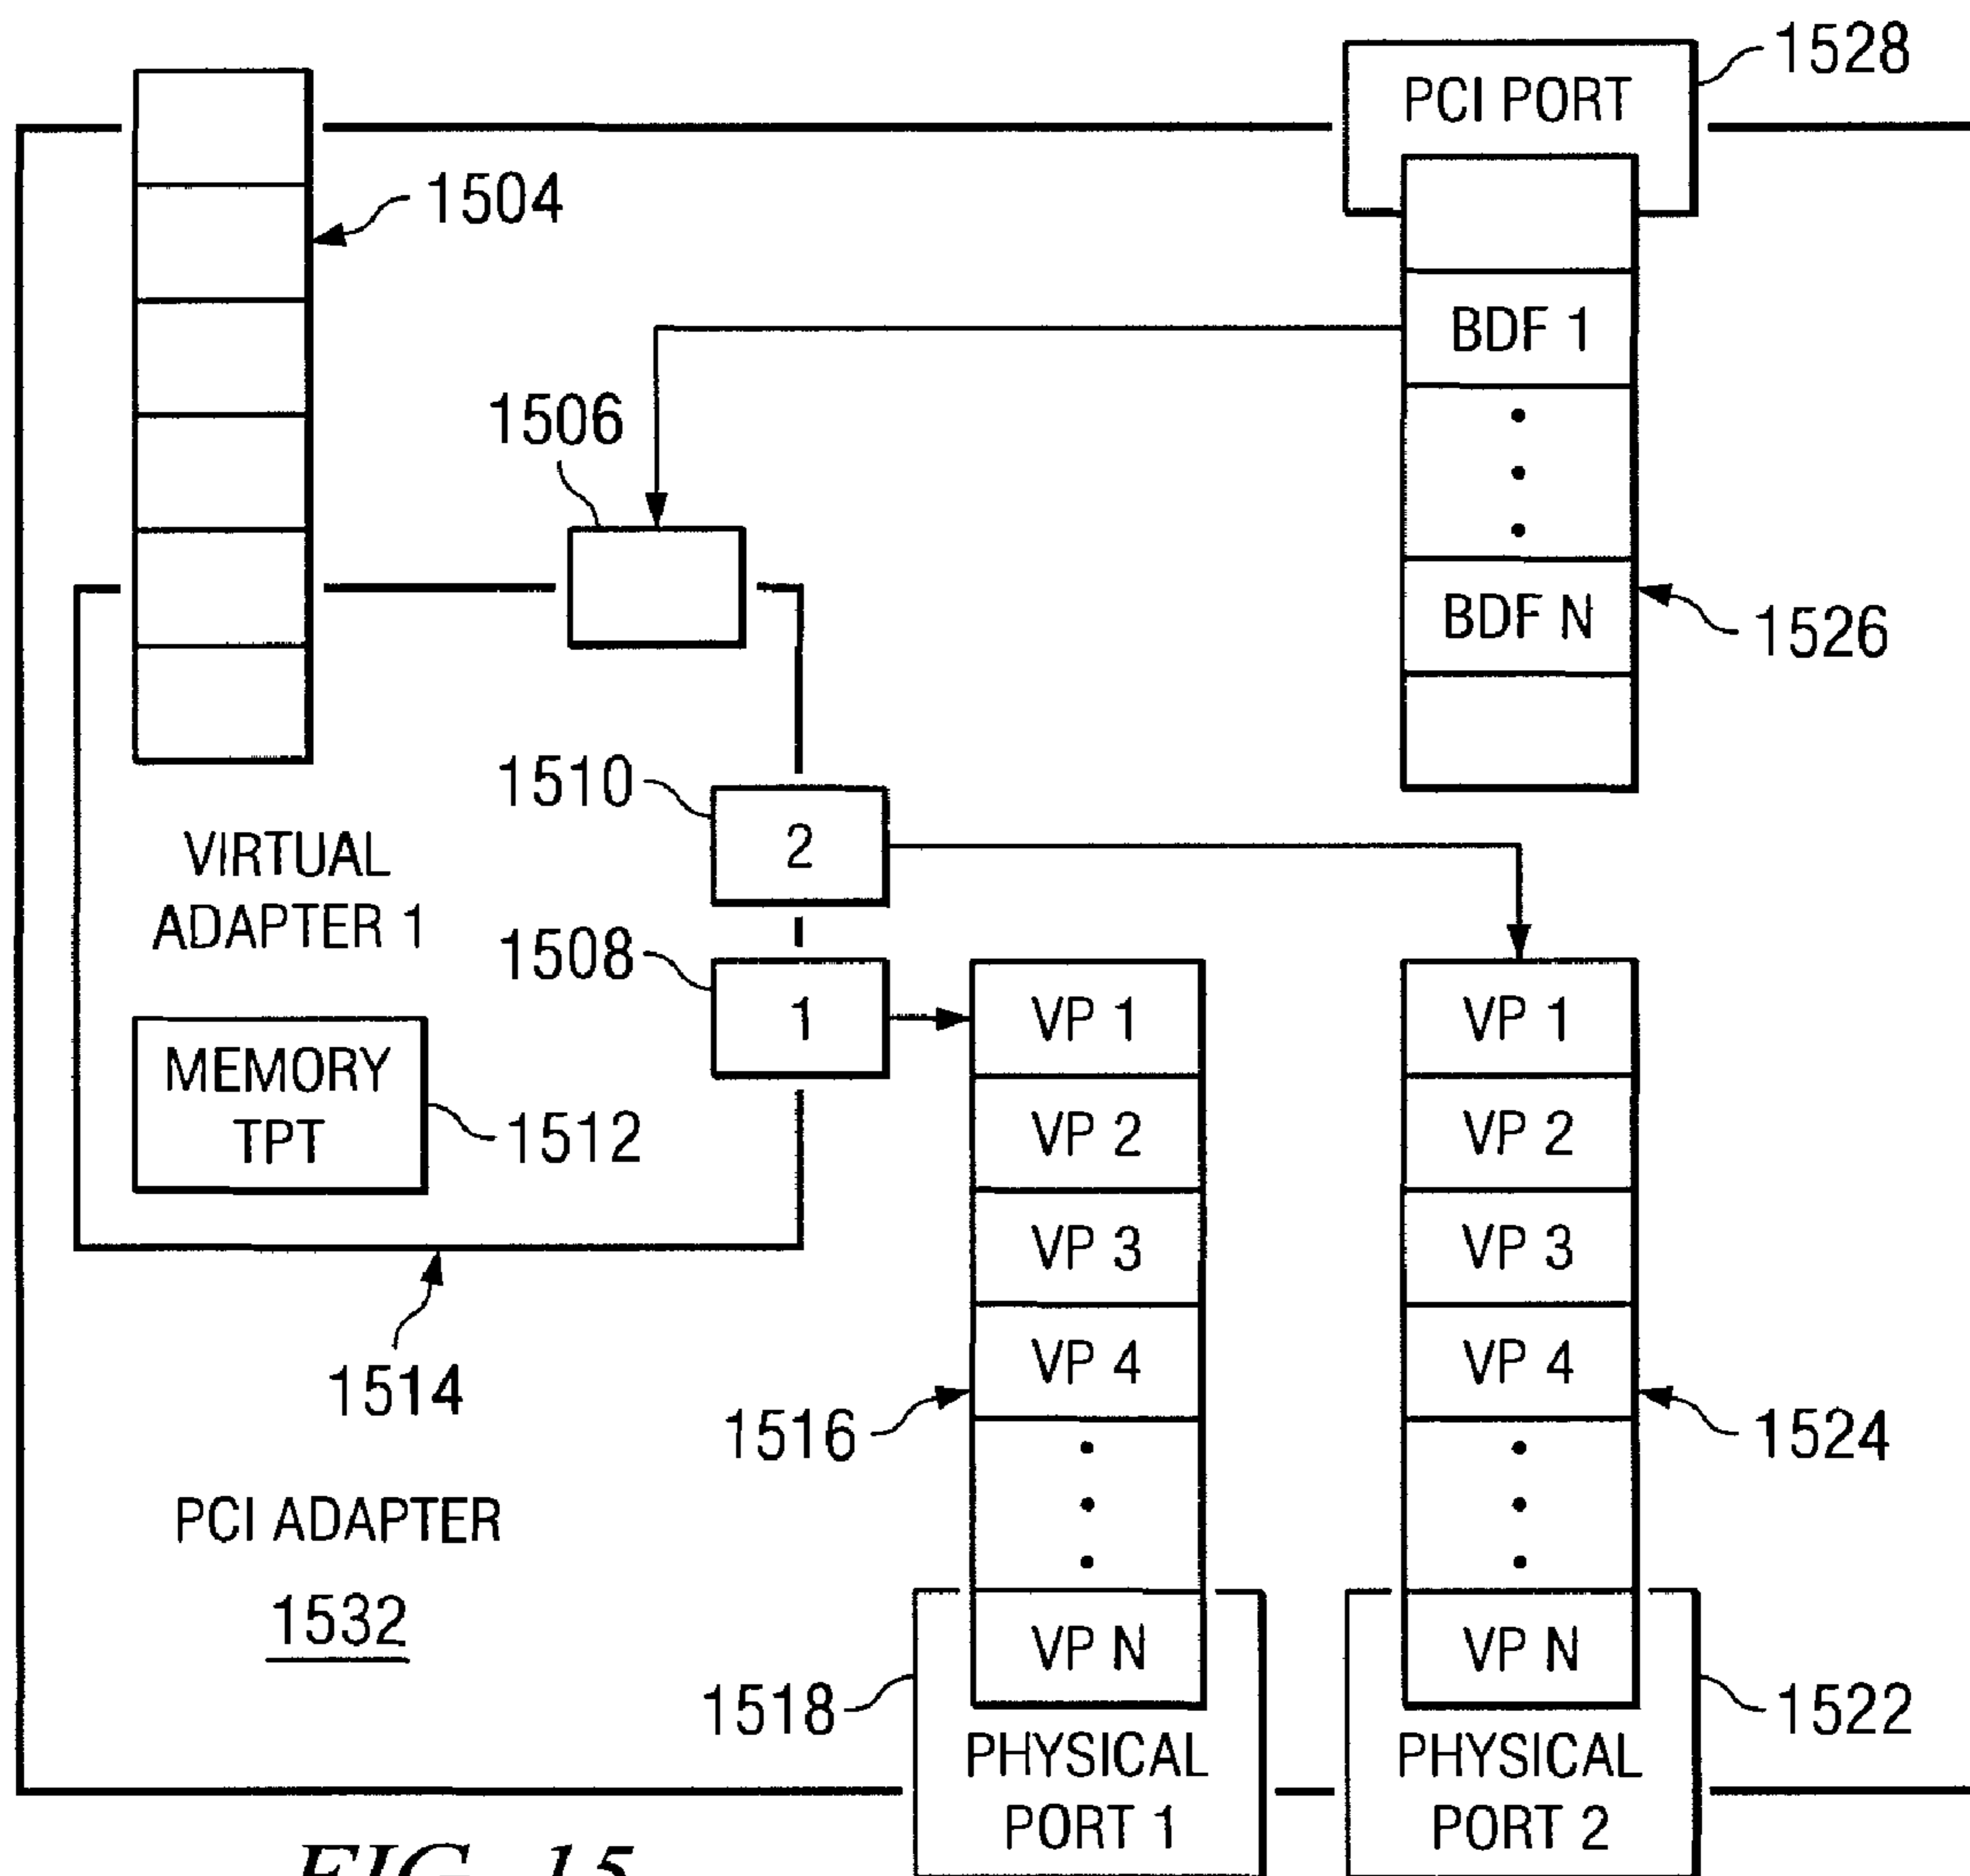 PCI PORT
1528
1504
BDF 1
1506
BDF N
1526
1510
2
VIRTUAL
ADAPTER 1
1508
1
VP 1
VP 2
VP 3
VP 4
VP N
VP 1
VP 2
VP 3
VP 4
VP N
MEMORY
TPT
1512
1514
1516
1524
PCI ADAPTER
1532
1518
1522
PHYSICAL
PORT 1
PHYSICAL
PORT 2
FIG. 15